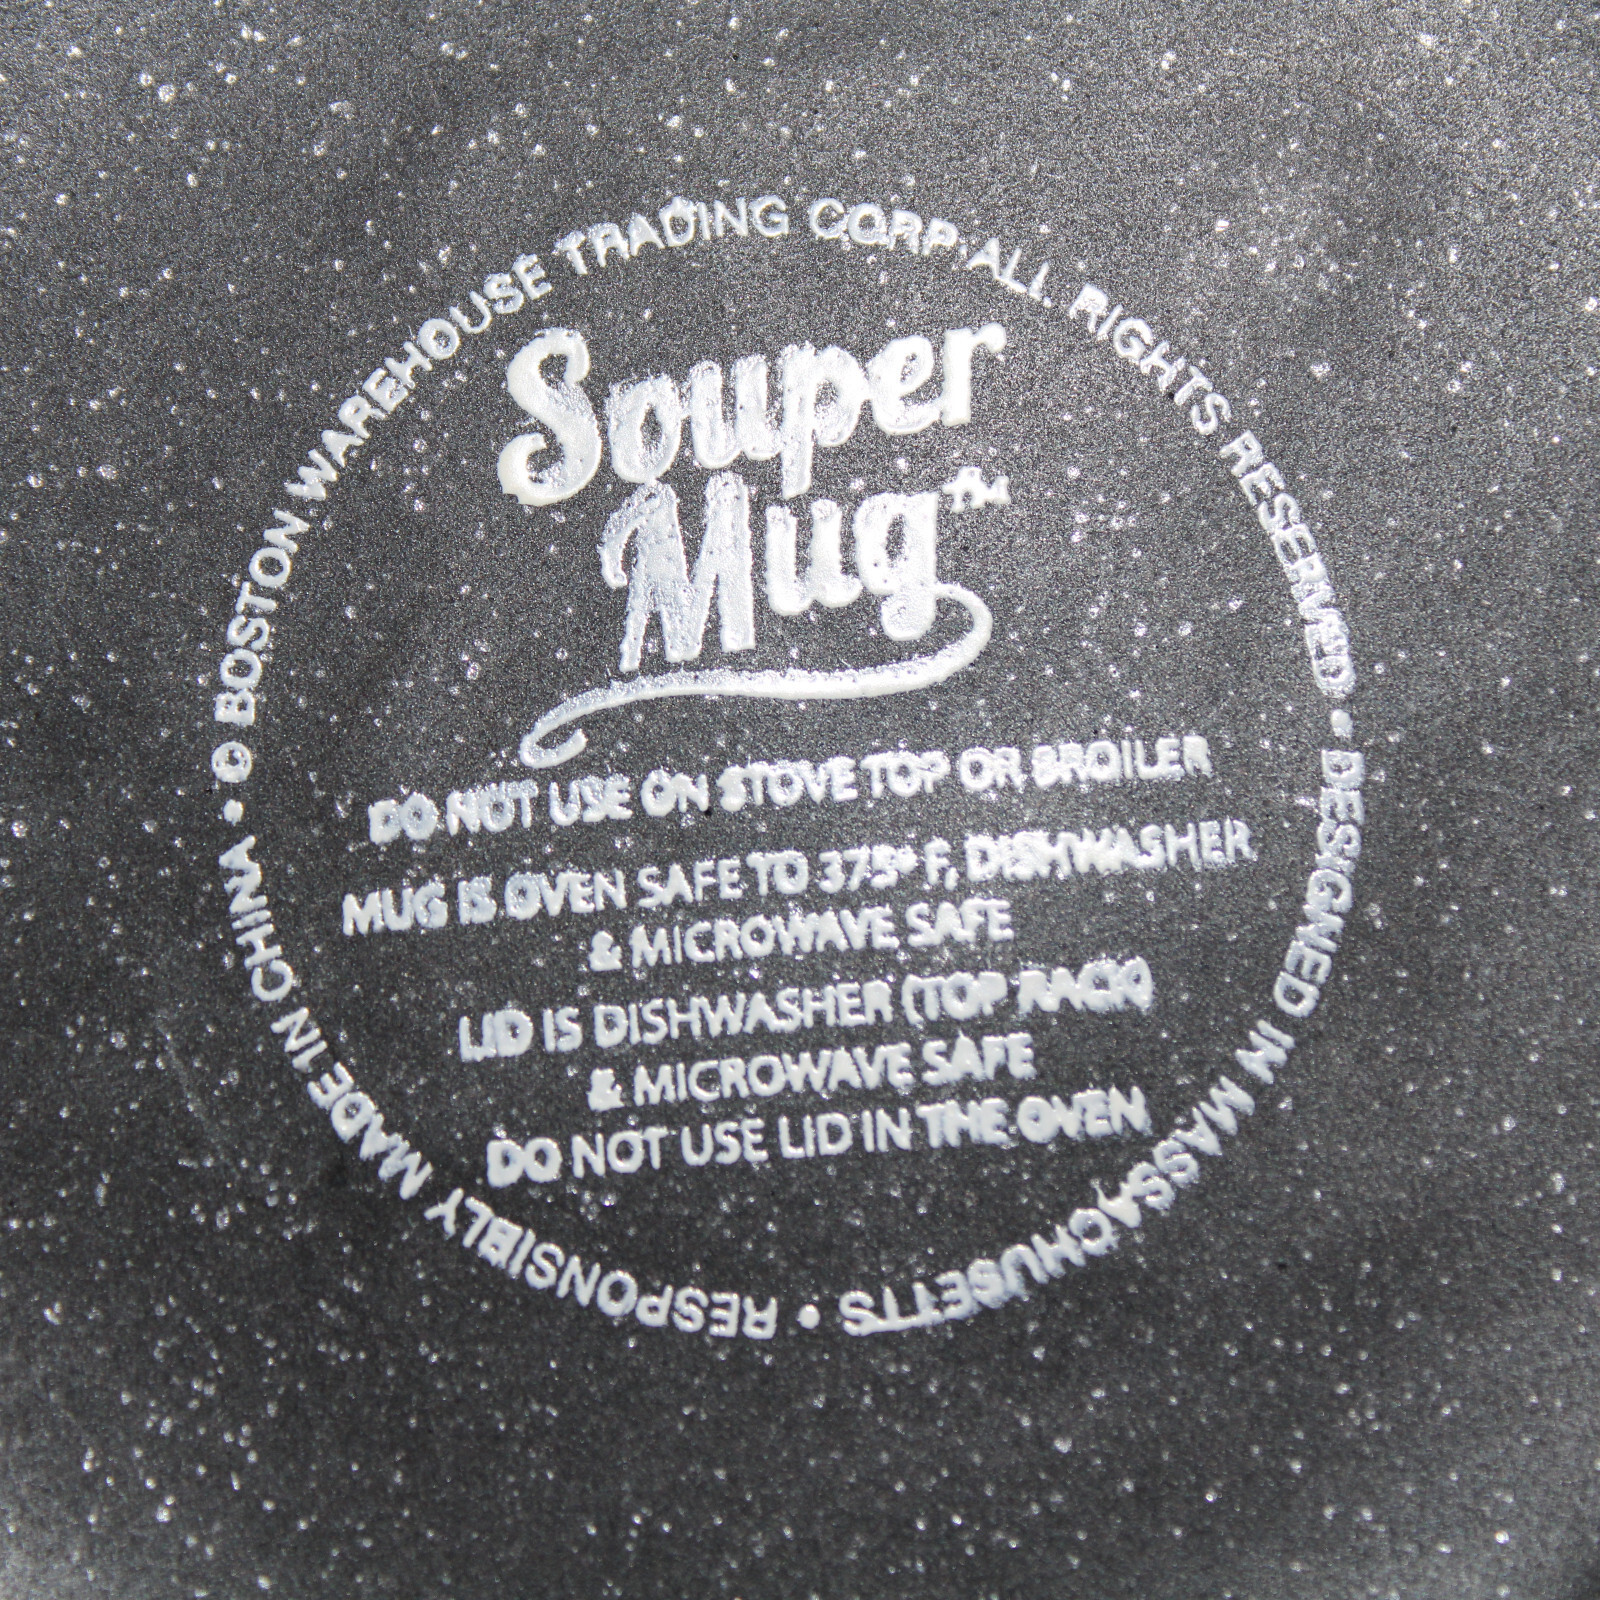 © BOSTON WAREHOUSE TRADING CORP. ALL RIGHTS RESERVED • DESIGNED IN MASSACHUSETTS • RESPONSIBLY MADE IN CHINA •
Souper
Mug™
DO NOT USE ON STOVE TOP OR BROILER
MUG IS OVEN SAFE TO 375° F, DISHWASHER
& MICROWAVE SAFE
LID IS DISHWASHER (TOP RACK)
& MICROWAVE SAFE
DO NOT USE LID IN THE OVEN